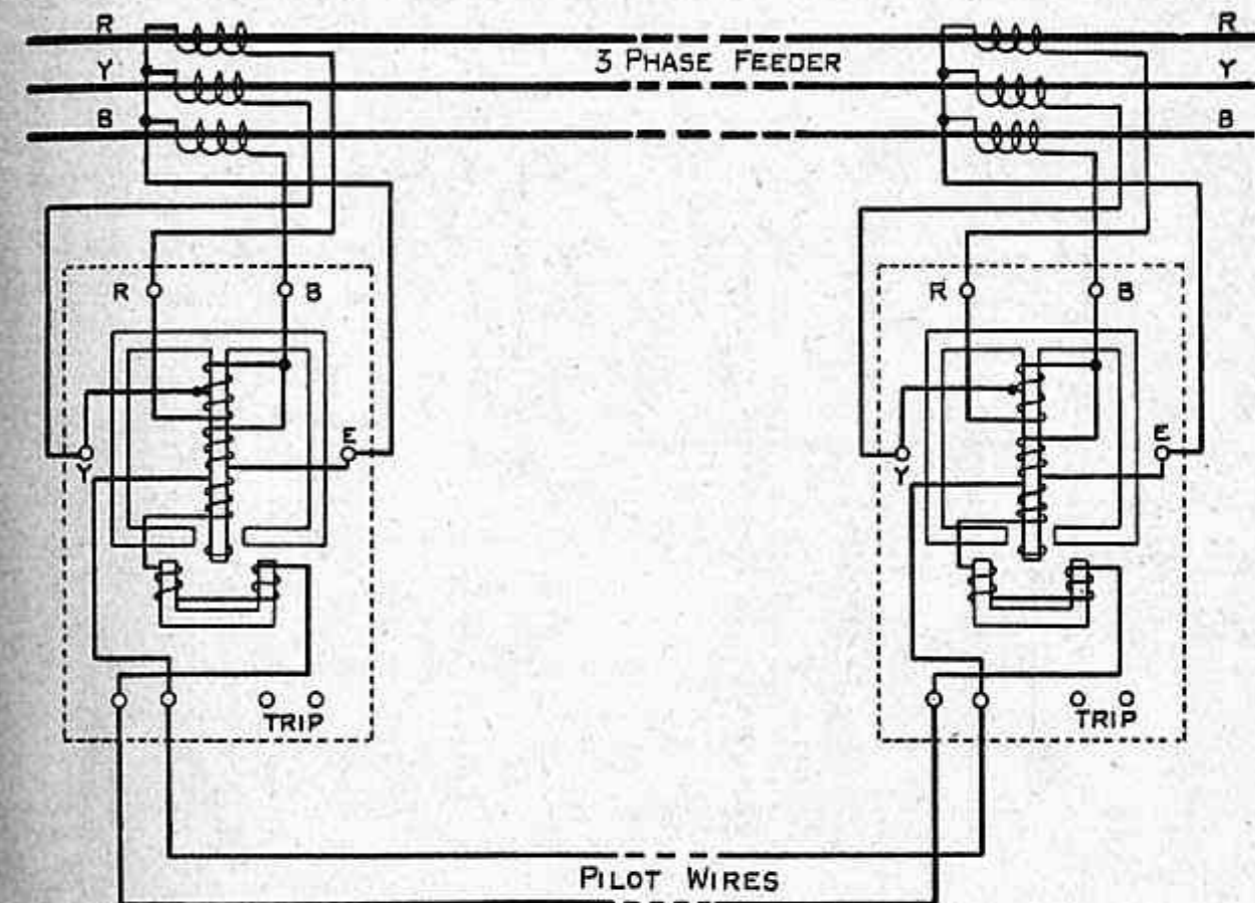 R
R
3 PHASE FEEDER
Y
Y
B
B
R B
R B
Y E
Y E
TRIP
TRIP
PILOT WIRES